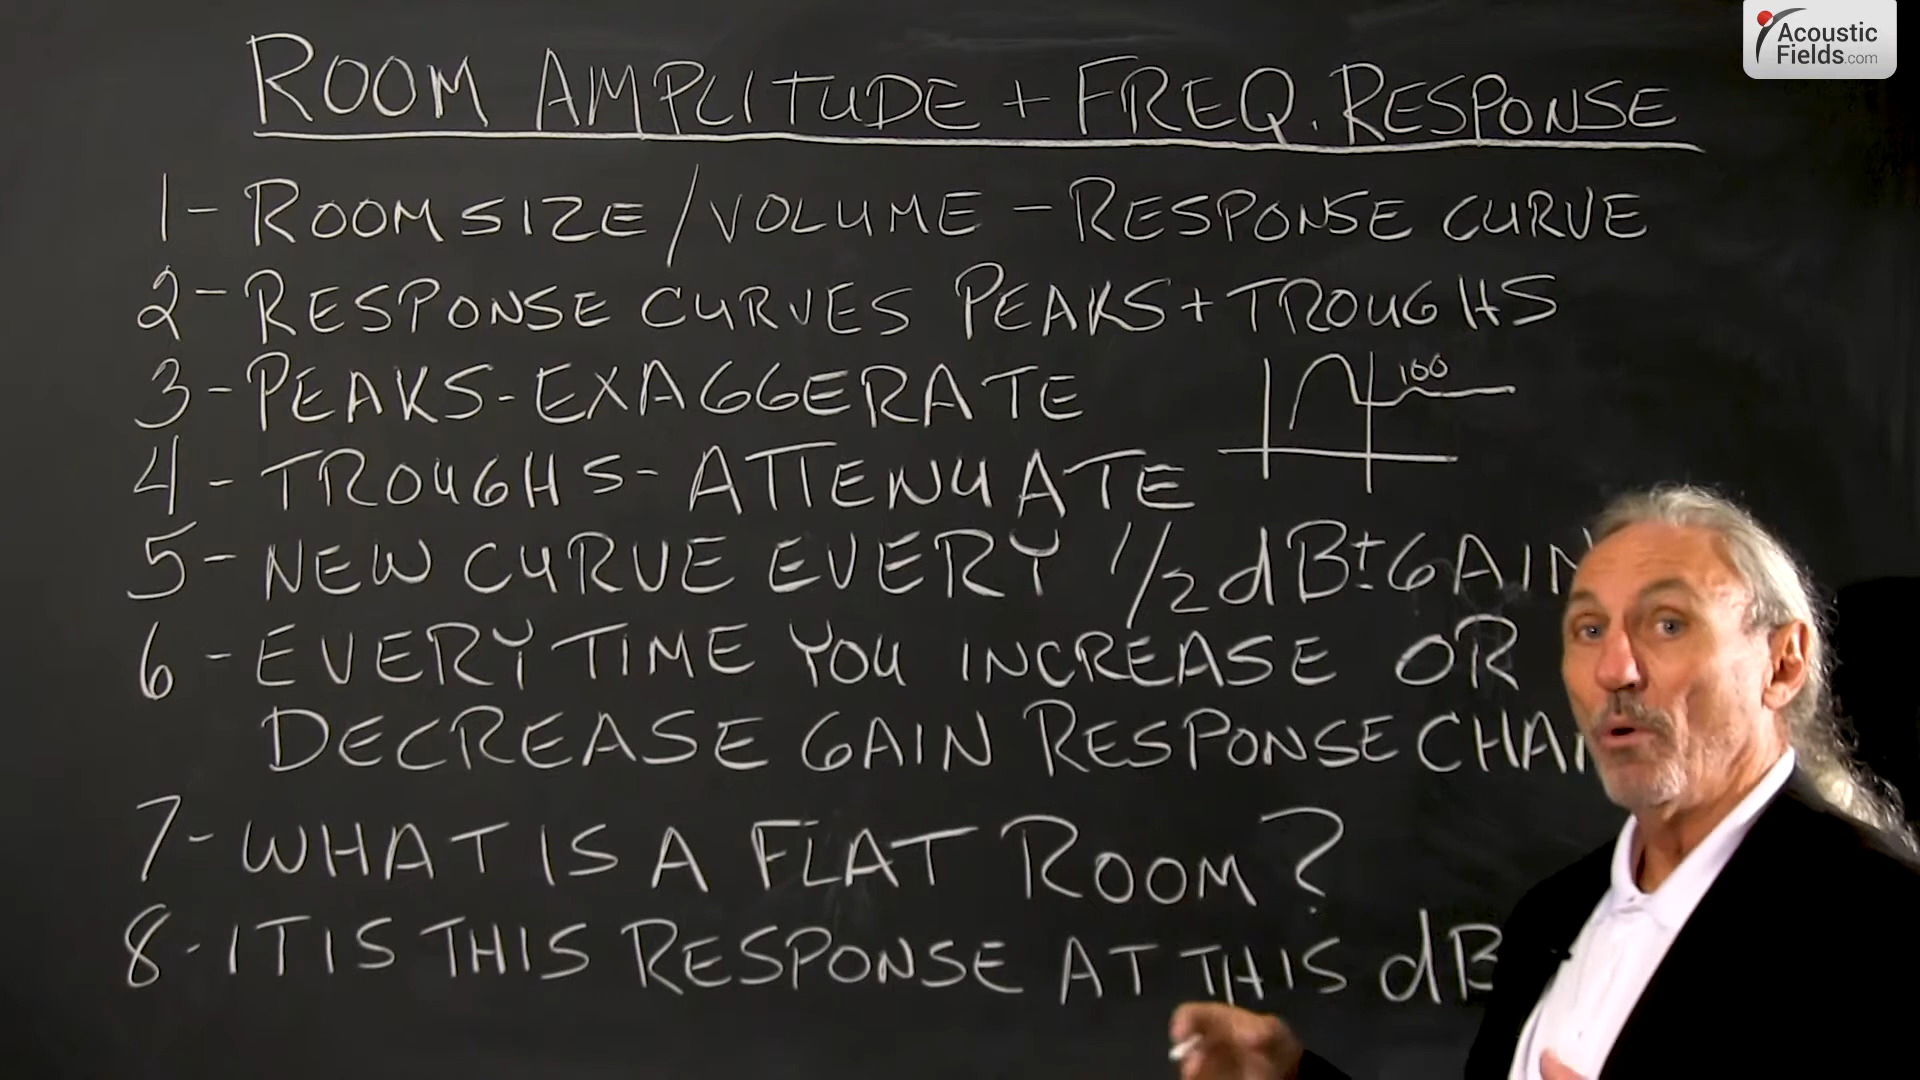 Acoustic
Fields.com
ROOM AMPLITUDE + FREQ. RESPONSE
1- ROOM SIZE/VOLUME - RESPONSE CURVE
2- RESPONSE CURVES PEAKS + TROUGHS
3- PEAKS - EXAGGERATE
100
4- TROUGHS - ATTENUATE
5- NEW CURVE EVERY 1/2 dB ± GAIN
6- EVERY TIME YOU INCREASE OR
DECREASE GAIN RESPONSE
7- WHAT IS A FLAT ROOM?
8- IT IS THIS RESPONSE AT THIS dB